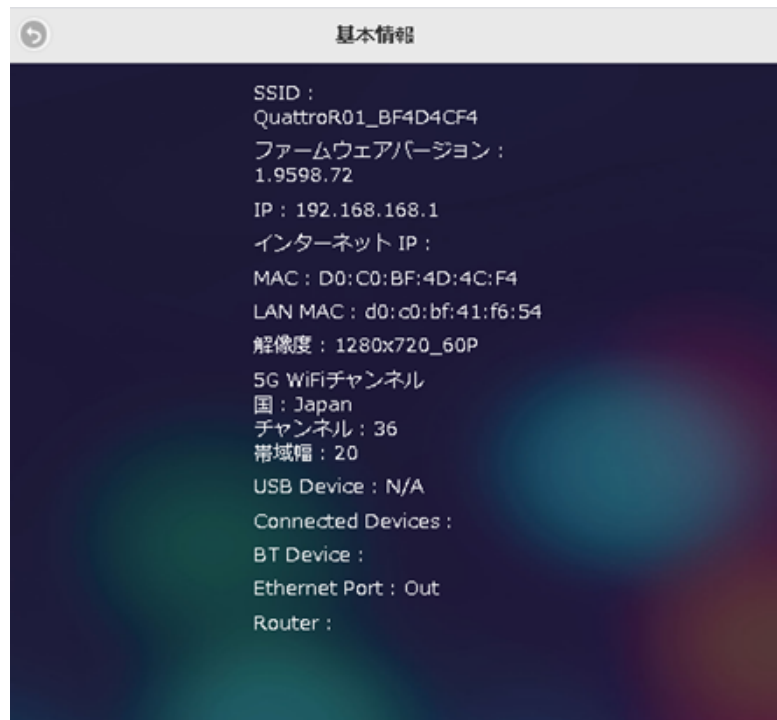 基本情報
SSID :
QuattroR01_BF4D4CF4
ファームウェアバージョン :
1.9598.72
IP : 192.168.168.1
インターネット IP :
MAC : D0:C0:BF:4D:4C:F4
LAN MAC : d0:c0:bf:41:f6:54
解像度 : 1280x720_60P
5G WiFiチャンネル
国 : Japan
チャンネル : 36
帯域幅 : 20
USB Device : N/A
Connected Devices :
BT Device :
Ethernet Port : Out
Router :